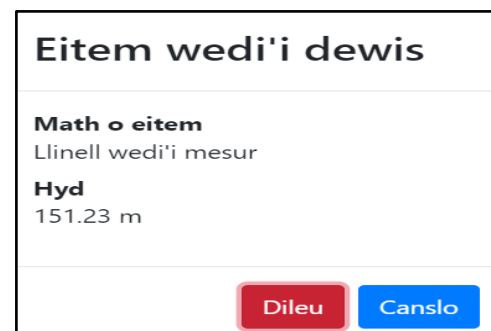 Eitem wedi'i dewis
Math o eitem
Llinell wedi'i mesur
Hyd
151.23 m
Dileu Canslo